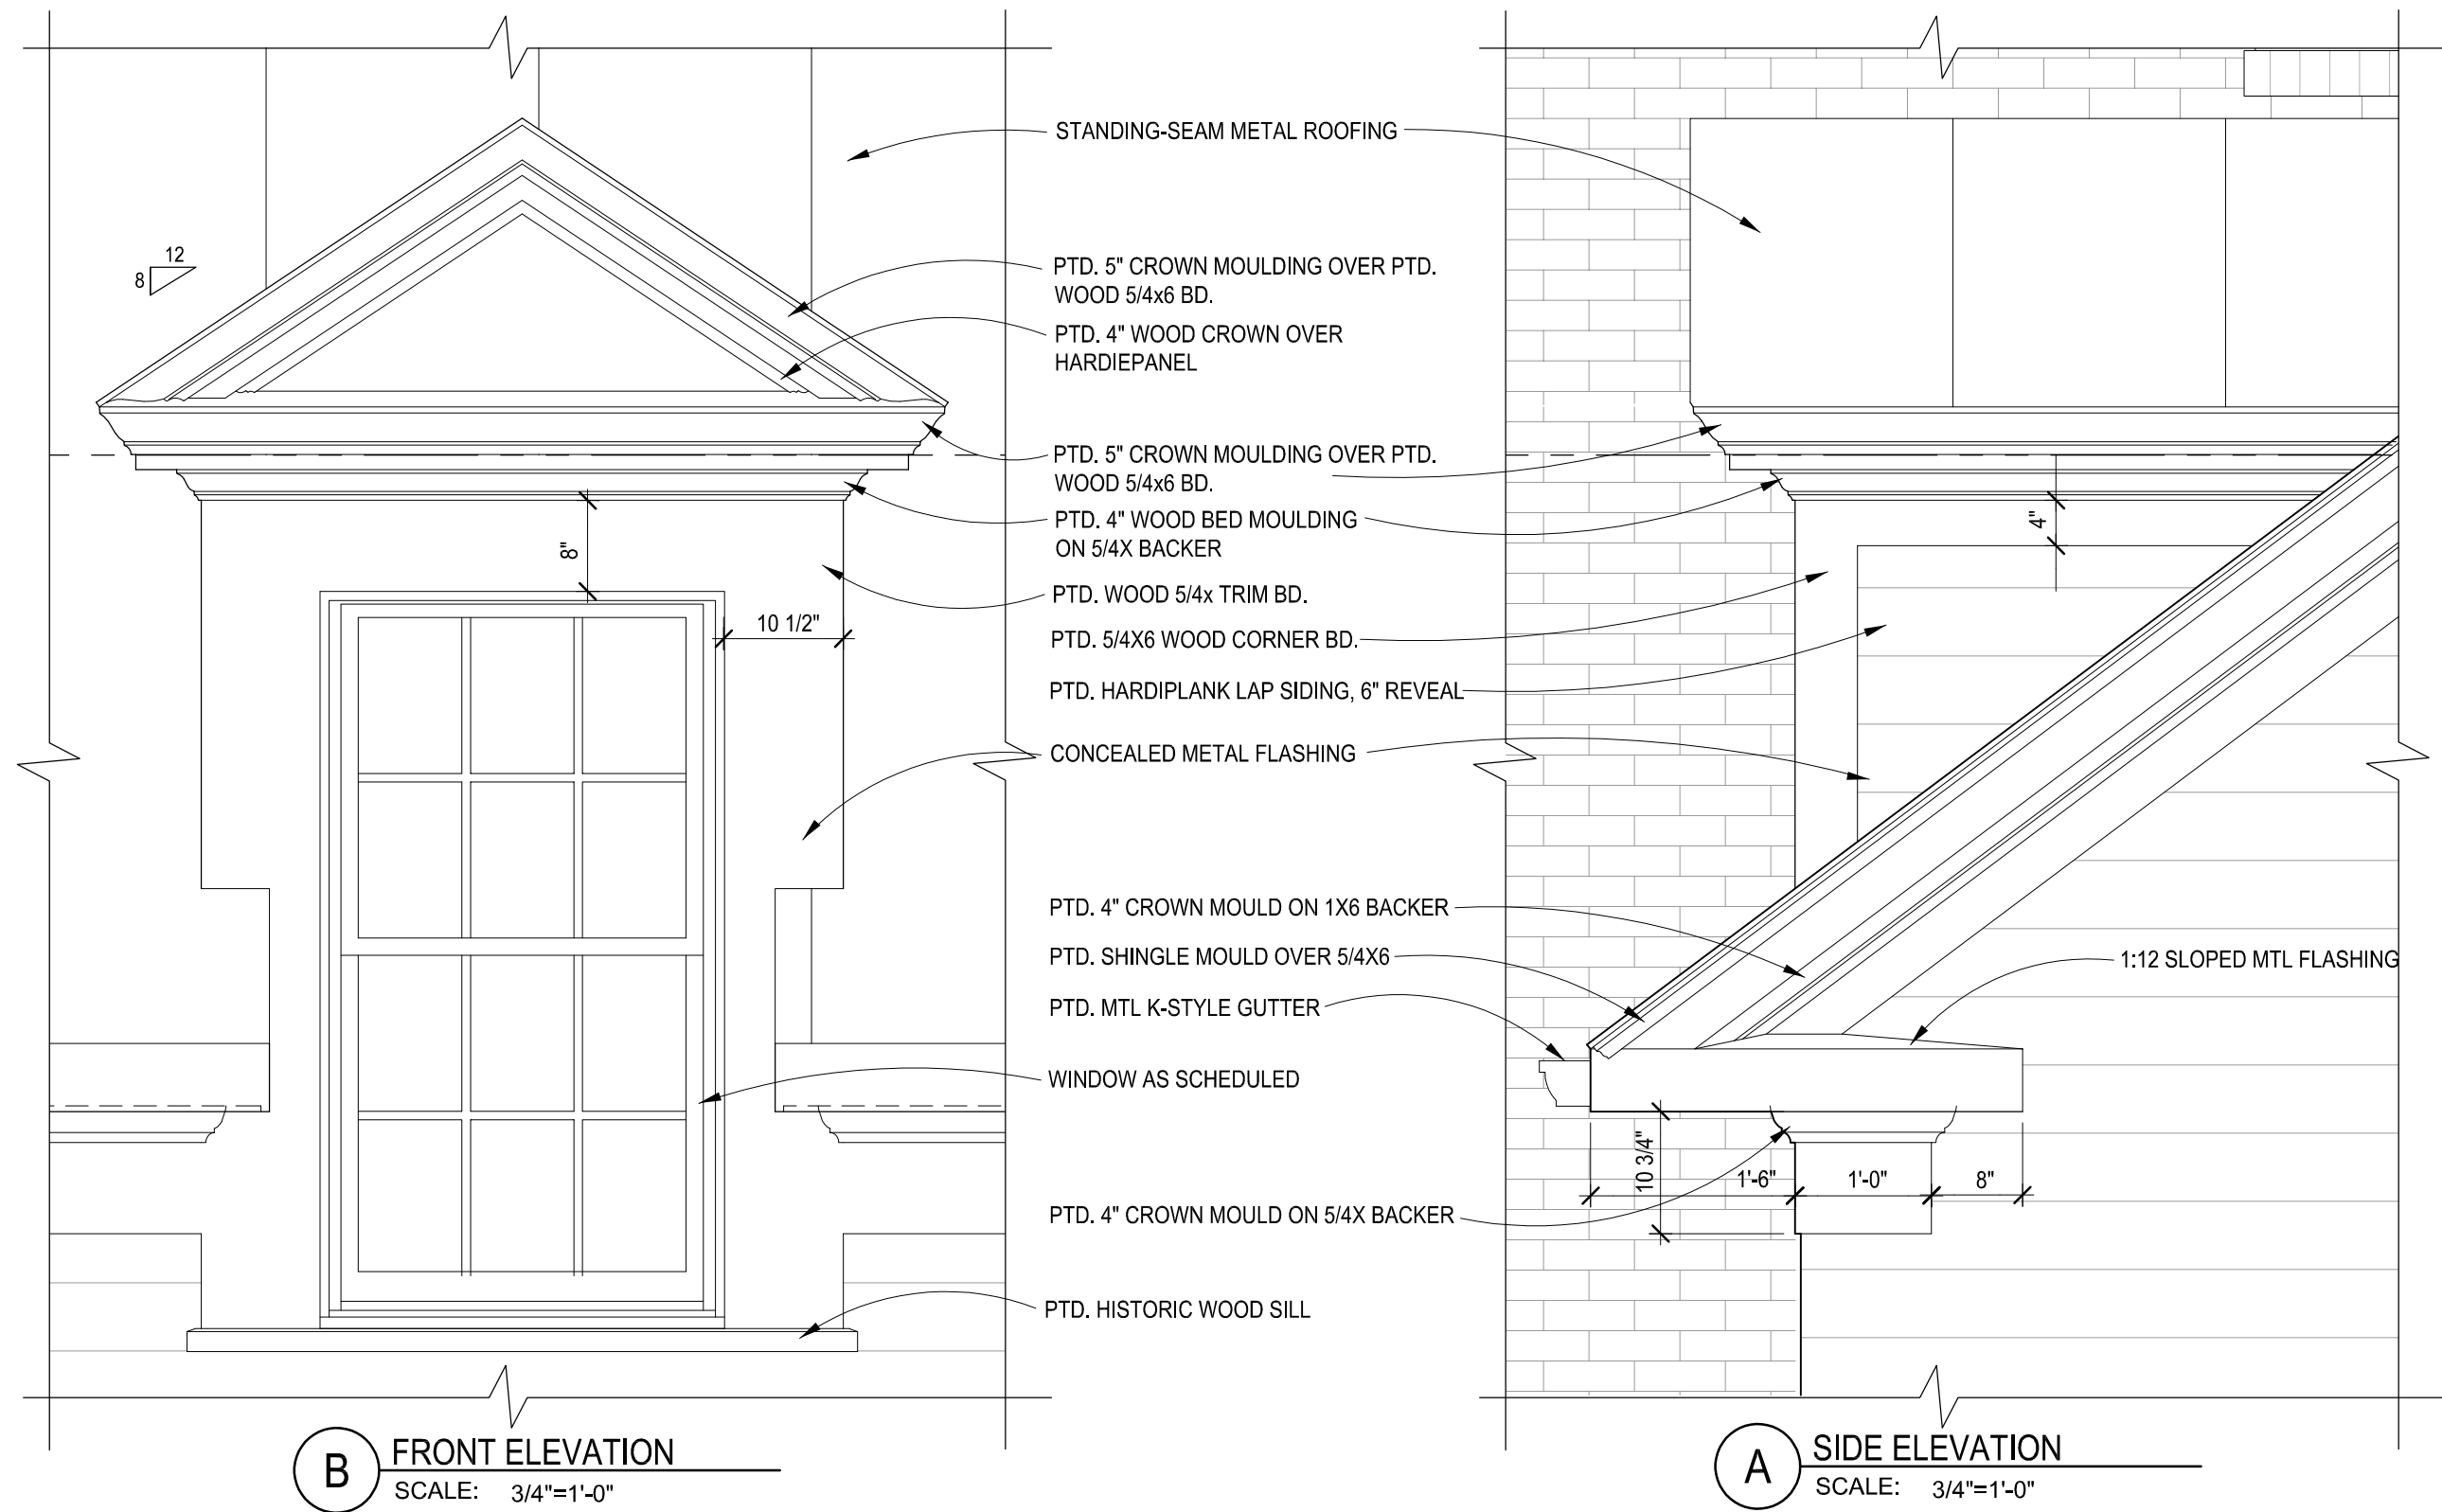 STANDING-SEAM METAL ROOFING
12
8
PTD. 5" CROWN MOULDING OVER PTD.
WOOD 5/4x6 BD.
PTD. 4" WOOD CROWN OVER
HARDIEPANEL
PTD. 5" CROWN MOULDING OVER PTD.
WOOD 5/4x6 BD.
PTD. 4" WOOD BED MOULDING
ON 5/4X BACKER
8"
4"
PTD. WOOD 5/4x TRIM BD.
10 1/2"
PTD. 5/4X6 WOOD CORNER BD.
PTD. HARDIPLANK LAP SIDING, 6" REVEAL
CONCEALED METAL FLASHING
PTD. 4" CROWN MOULD ON 1X6 BACKER
PTD. SHINGLE MOULD OVER 5/4X6
1:12 SLOPED MTL FLASHING
PTD. MTL K-STYLE GUTTER
WINDOW AS SCHEDULED
10 3/4"
1'-6"
1'-0"
8"
PTD. 4" CROWN MOULD ON 5/4X BACKER
PTD. HISTORIC WOOD SILL
B
FRONT ELEVATION
SCALE: 3/4"=1'-0"
A
SIDE ELEVATION
SCALE: 3/4"=1'-0"